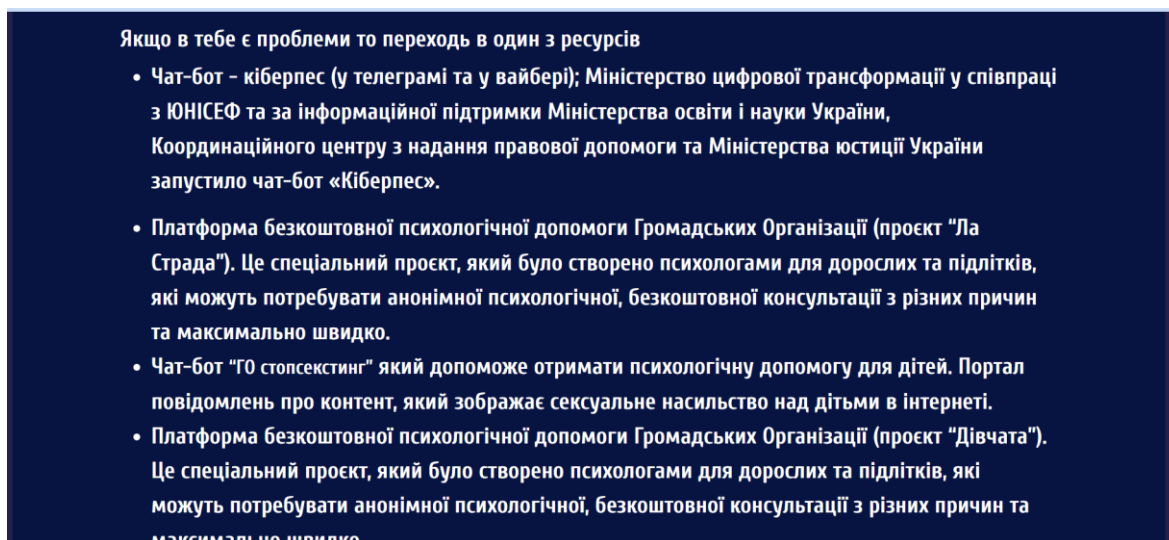 Якщо в тебе є проблеми то переходь в один з ресурсів
• Чат-бот - кіберпес (у телеграмі та у вайбері); Міністерство цифрової трансформації у співпраці
з ЮНІСЕФ та за інформаційної підтримки Міністерства освіти і науки України,
Координаційного центру з надання правової допомоги та Міністерства юстиції України
запустило чат-бот «Кіберпес».
• Платформа безкоштовної психологічної допомоги Громадських Організації (проєкт “Ла
Страда”). Це спеціальний проєкт, який було створено психологами для дорослих та підлітків,
які можуть потребувати анонімної психологічної, безкоштовної консультації з різних причин
та максимально швидко.
• Чат-бот “ГО стопсекстинг” який допоможе отримати психологічну допомогу для дітей. Портал
повідомлень про контент, який зображає сексуальне насильство над дітьми в інтернеті.
• Платформа безкоштовної психологічної допомоги Громадських Організації (проєкт “Дівчата”).
Це спеціальний проєкт, який було створено психологами для дорослих та підлітків, які
можуть потребувати анонімної психологічної, безкоштовної консультації з різних причин та
максимально швидко